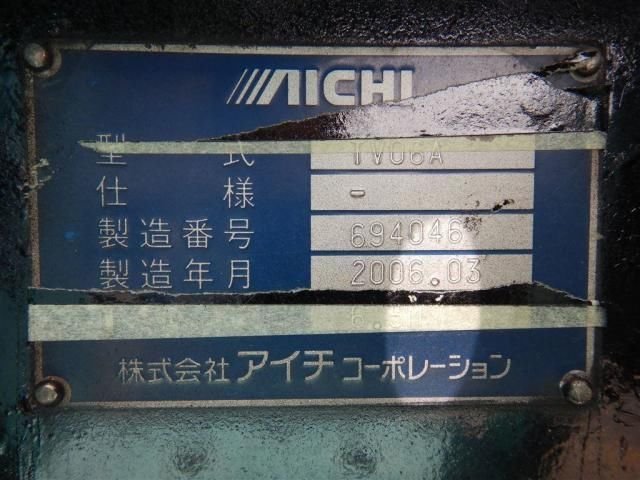 AICHI
型式 TV06A
仕様 -
製造番号 694046
製造年月 2006.03
株式会社 アイチ コーポレーション